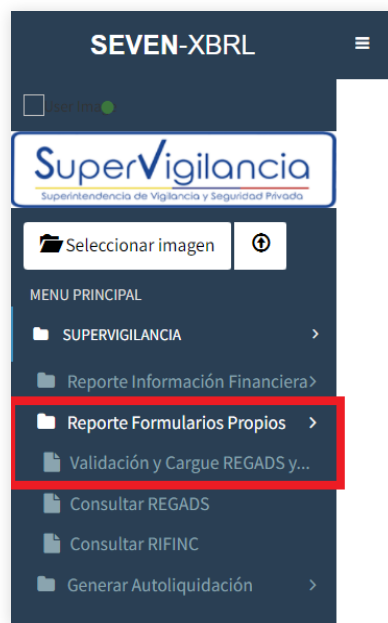 SEVEN-XBRL
SuperVigilancia
Superintendencia de Vigilancia y Seguridad Privada
Seleccionar imagen
MENU PRINCIPAL
SUPERVIGILANCIA
Reporte Información Financiera
Reporte Formularios Propios
Validación y Cargue REGADS y...
Consultar REGADS
Consultar RIFINC
Generar Autoliquidación